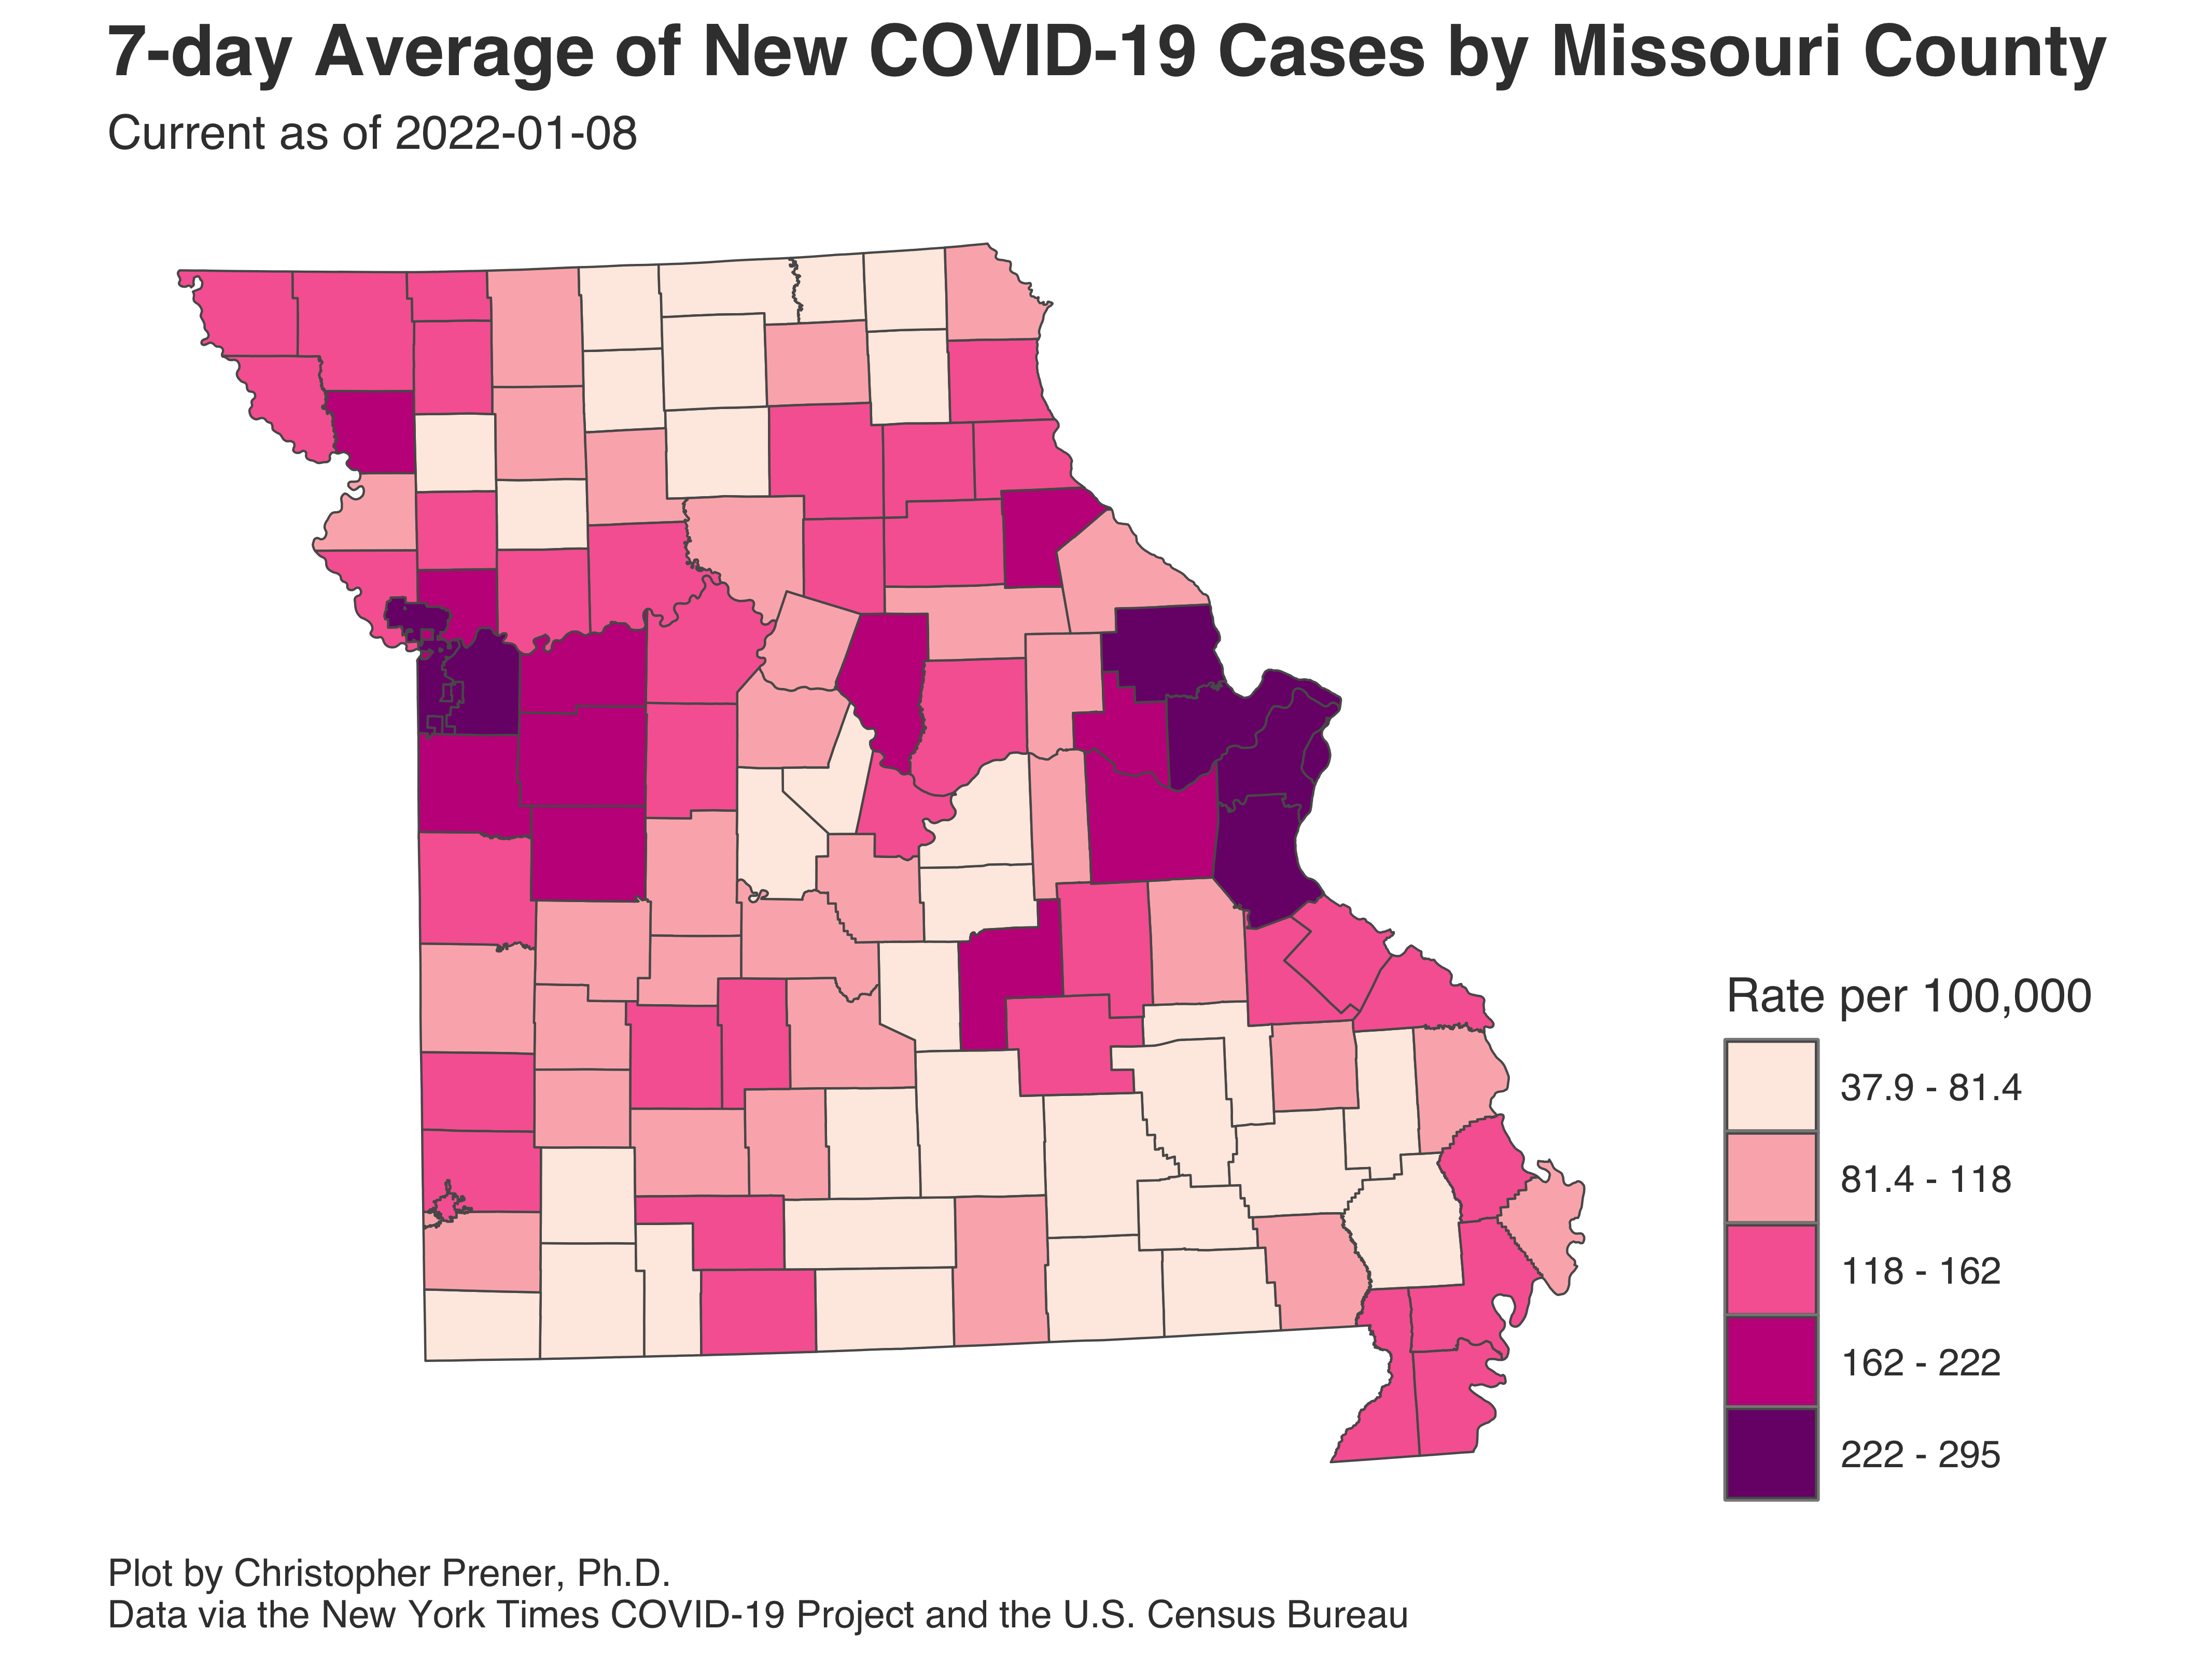 7-day Average of New COVID-19 Cases by Missouri County
Current as of 2022-01-08
Rate per 100,000
37.9 - 81.4
81.4 - 118
118 - 162
162 - 222
222 - 295
Plot by Christopher Prener, Ph.D.
Data via the New York Times COVID-19 Project and the U.S. Census Bureau